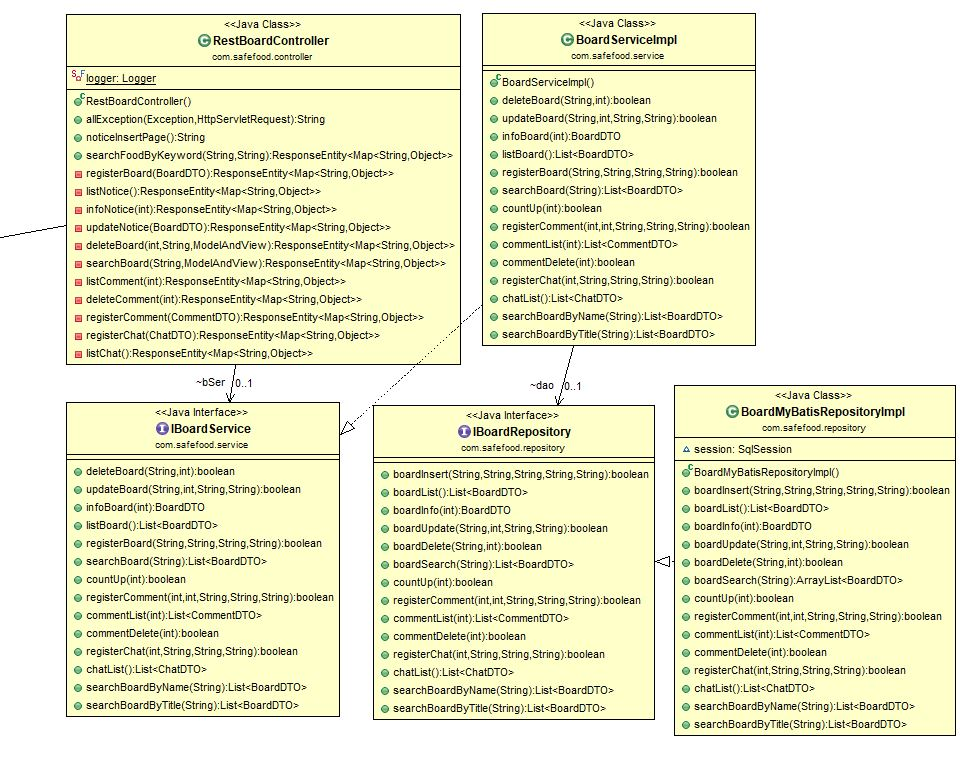 <<Java Class>>
RestBoardController
com.safefood.controller
logger: Logger
RestBoardController()
allException(Exception,HttpServletRequest):String
noticeInsertPage():String
searchFoodByKeyword(String,String):ResponseEntity<Map<String,Object>>
registerBoard(BoardDTO):ResponseEntity<Map<String,Object>>
listNotice():ResponseEntity<Map<String,Object>>
infoNotice(int):ResponseEntity<Map<String,Object>>
updateNotice(BoardDTO):ResponseEntity<Map<String,Object>>
deleteBoard(int,String,ModelAndView):ResponseEntity<Map<String,Object>>
searchBoard(String,ModelAndView):ResponseEntity<Map<String,Object>>
listComment(int):ResponseEntity<Map<String,Object>>
deleteComment(int):ResponseEntity<Map<String,Object>>
registerComment(CommentDTO):ResponseEntity<Map<String,Object>>
registerChat(ChatDTO):ResponseEntity<Map<String,Object>>
listChat():ResponseEntity<Map<String,Object>>
<<Java Class>>
BoardServiceImpl
com.safefood.service
BoardServiceImpl()
deleteBoard(String,int):boolean
updateBoard(String,int,String,String):boolean
infoBoard(int):BoardDTO
listBoard():List<BoardDTO>
registerBoard(String,String,String,String):boolean
searchBoard(String):List<BoardDTO>
countUp(int):boolean
registerComment(int,int,String,String,String):boolean
commentList(int):List<CommentDTO>
commentDelete(int):boolean
registerChat(int,String,String,String):boolean
chatList():List<ChatDTO>
searchBoardByName(String):List<BoardDTO>
searchBoardByTitle(String):List<BoardDTO>
~bSer 0..1
~dao 0..1
<<Java Interface>>
IBoardService
com.safefood.service
deleteBoard(String,int):boolean
updateBoard(String,int,String,String):boolean
infoBoard(int):BoardDTO
listBoard():List<BoardDTO>
registerBoard(String,String,String,String):boolean
searchBoard(String):List<BoardDTO>
countUp(int):boolean
registerComment(int,int,String,String,String):boolean
commentList(int):List<CommentDTO>
commentDelete(int):boolean
registerChat(int,String,String,String):boolean
chatList():List<ChatDTO>
searchBoardByName(String):List<BoardDTO>
searchBoardByTitle(String):List<BoardDTO>
<<Java Interface>>
IBoardRepository
com.safefood.repository
boardInsert(String,String,String,String,String):boolean
boardList():List<BoardDTO>
boardInfo(int):BoardDTO
boardUpdate(String,int,String,String):boolean
boardDelete(String,int):boolean
boardSearch(String):List<BoardDTO>
countUp(int):boolean
registerComment(int,int,String,String,String):boolean
commentList(int):List<CommentDTO>
commentDelete(int):boolean
registerChat(int,String,String,String):boolean
chatList():List<ChatDTO>
searchBoardByName(String):List<BoardDTO>
searchBoardByTitle(String):List<BoardDTO>
<<Java Class>>
BoardMyBatisRepositoryImpl
com.safefood.repository
session: SqlSession
BoardMyBatisRepositoryImpl()
boardInsert(String,String,String,String,String):boolean
boardList():List<BoardDTO>
boardInfo(int):BoardDTO
boardUpdate(String,int,String,String):boolean
boardDelete(String,int):boolean
boardSearch(String):ArrayList<BoardDTO>
countUp(int):boolean
registerComment(int,int,String,String,String):boolean
commentList(int):List<CommentDTO>
commentDelete(int):boolean
registerChat(int,String,String,String):boolean
chatList():List<ChatDTO>
searchBoardByName(String):List<BoardDTO>
searchBoardByTitle(String):List<BoardDTO>